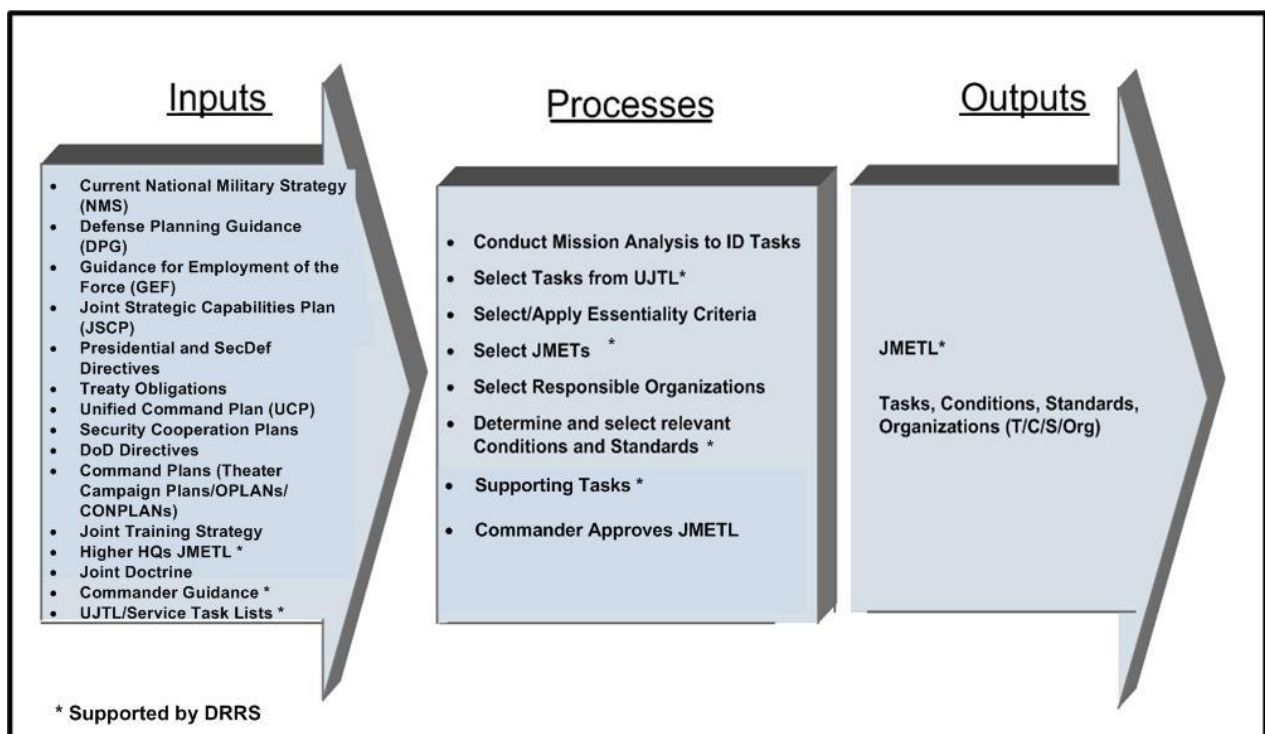 Inputs
• Current National Military Strategy
(NMS)
• Defense Planning Guidance
(DPG)
• Guidance for Employment of the
Force (GEF)
• Joint Strategic Capabilities Plan
(JSCP)
• Presidential and SecDef
Directives
• Treaty Obligations
• Unified Command Plan (UCP)
• Security Cooperation Plans
• DoD Directives
• Command Plans (Theater
Campaign Plans/OPLANs/
CONPLANs)
• Joint Training Strategy
• Higher HQs JMETL *
• Joint Doctrine
• Commander Guidance *
• UJTL/Service Task Lists *
Processes
• Conduct Mission Analysis to ID Tasks
• Select Tasks from UJTL*
• Select/Apply Essentiality Criteria
• Select JMETs *
• Select Responsible Organizations
• Determine and select relevant
Conditions and Standards *
• Supporting Tasks *
• Commander Approves JMETL
Outputs
JMETL*
Tasks, Conditions, Standards,
Organizations (T/C/S/Org)
* Supported by DRRS